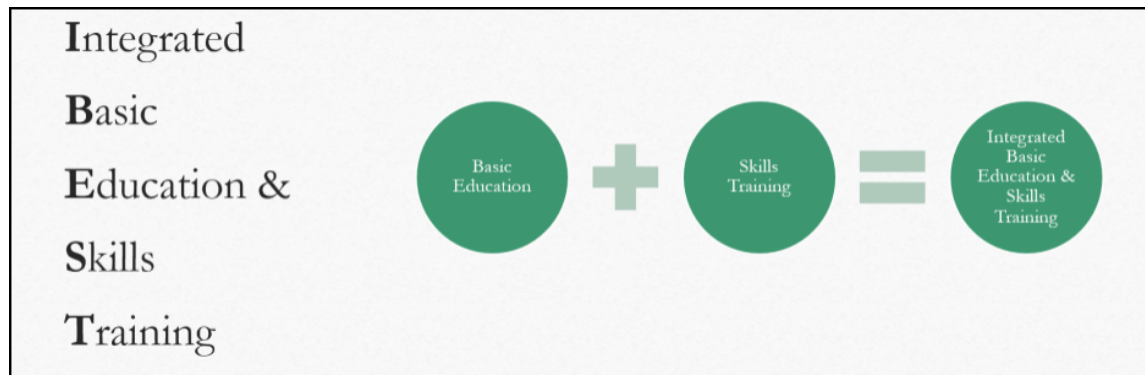 Integrated
Basic
Education &
Skills
Training
Basic
Education
Skills
Training
Integrated
Basic
Education &
Skills
Training